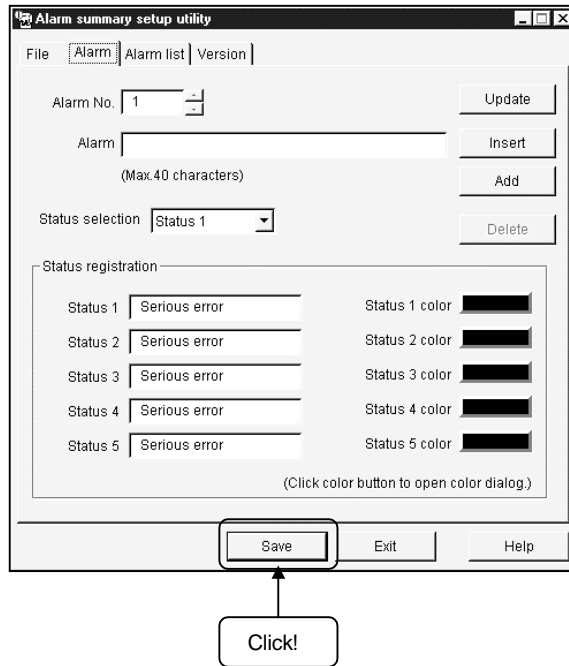 Alarm summary setup utility
File Alarm Alarm list Version
Alarm No. 1 Update
Alarm Insert
(Max.40 characters) Add
Status selection Status 1 Delete
Status registration
Status 1 Serious error Status 1 color
Status 2 Serious error Status 2 color
Status 3 Serious error Status 3 color
Status 4 Serious error Status 4 color
Status 5 Serious error Status 5 color
(Click color button to open color dialog.)
Save Exit Help
Click!